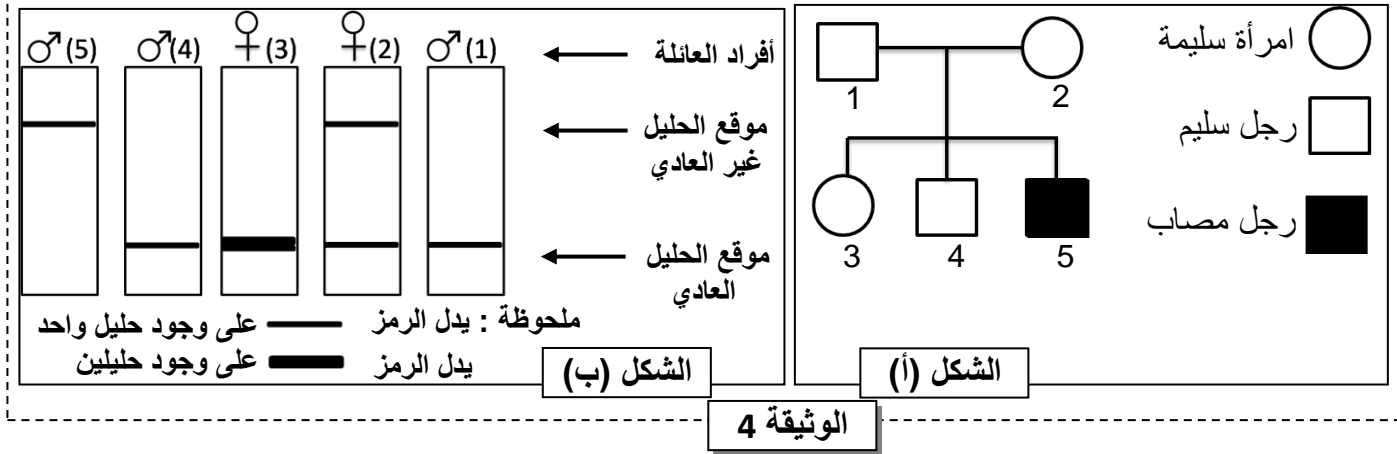 امرأة سليمة
رجل سليم
رجل مصاب
1
2
3
4
5
الشكل (أ)
♂(5) ♂(4) ♀(3) ♀(2) ♂(1)
أفراد العائلة
موقع الحليل
غير العادي
موقع الحليل
العادي
ملحوظة : يدل الرمز على وجود حليل واحد
يدل الرمز على وجود حليلين
الشكل (ب)
الوثيقة 4